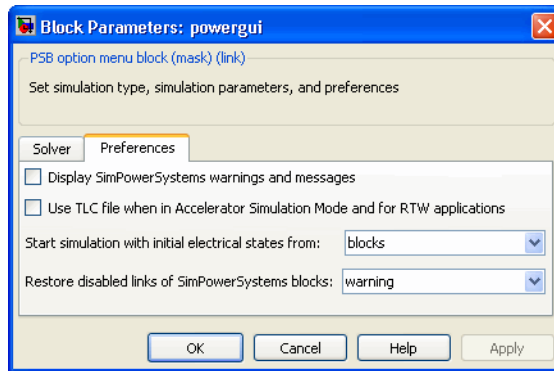 Block Parameters: powergui
PSB option menu block (mask) (link)
Set simulation type, simulation parameters, and preferences
Solver Preferences
Display SimPowerSystems warnings and messages
Use TLC file when in Accelerator Simulation Mode and for RTW applications
Start simulation with initial electrical states from: blocks
Restore disabled links of SimPowerSystems blocks: warning
OK Cancel Help Apply